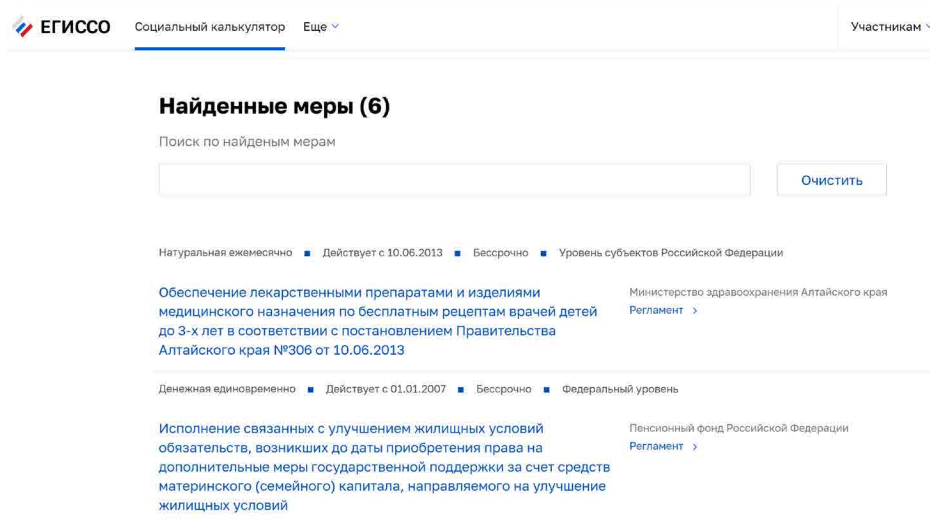 ЕГИССО Социальный калькулятор Еще Участникам
Найденные меры (6)
Поиск по найденым мерам
Очистить
Натуральная ежемесячно Действует с 10.06.2013 Бессрочно Уровень субъектов Российской Федерации
Обеспечение лекарственными препаратами и изделиями
медицинского назначения по бесплатным рецептам врачей детей
до 3-х лет в соответствии с постановлением Правительства
Алтайского края №306 от 10.06.2013
Министерство здравоохранения Алтайского края
Регламент
Денежная единовременно Действует с 01.01.2007 Бессрочно Федеральный уровень
Исполнение связанных с улучшением жилищных условий
обязательств, возникших до даты приобретения права на
дополнительные меры государственной поддержки за счет средств
материнского (семейного) капитала, направляемого на улучшение
жилищных условий
Пенсионный фонд Российской Федерации
Регламент